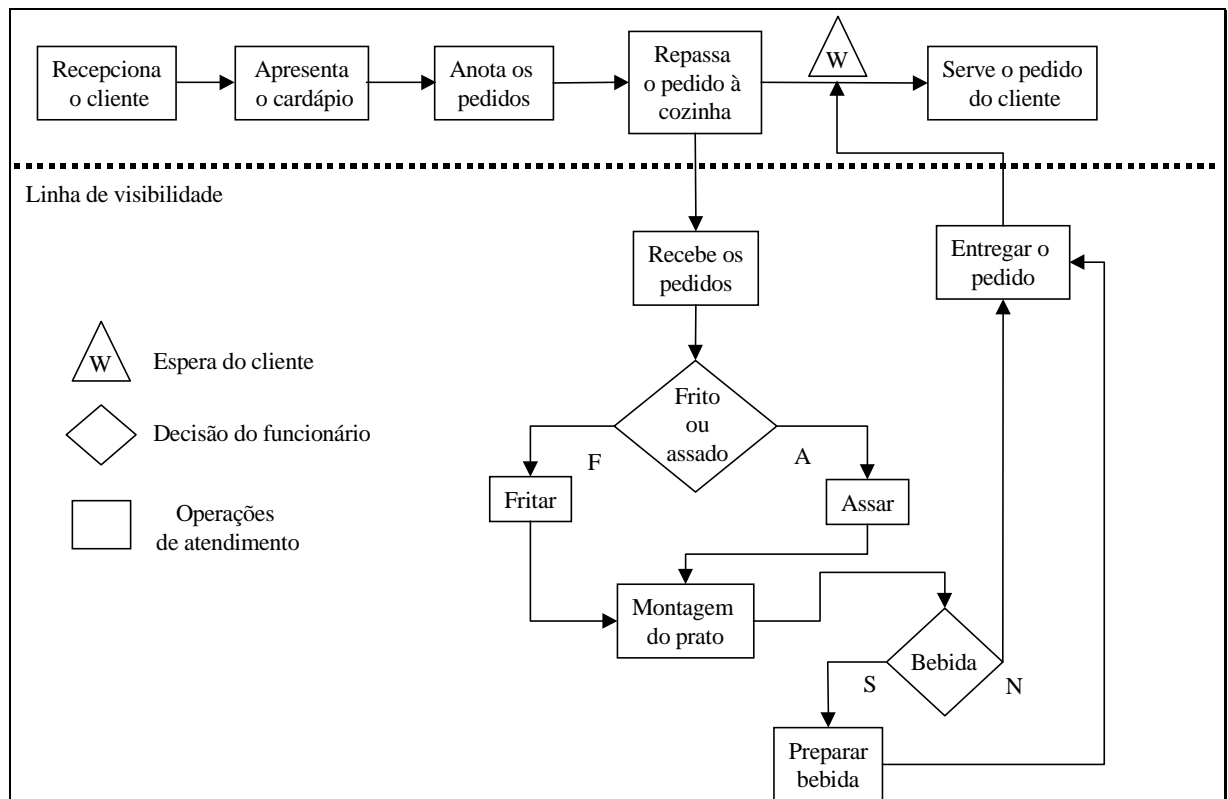 Recepciona
o cliente
Apresenta
o cardápio
Anota os
pedidos
Repassa
o pedido à
cozinha
W
Serve o pedido
do cliente
Linha de visibilidade
Recebe os
pedidos
Entregar o
pedido
W
Espera do cliente
Decisão do funcionário
Operações
de atendimento
Frito
ou
assado
F
A
Fritar
Assar
Montagem
do prato
Bebida
S
N
Preparar
bebida